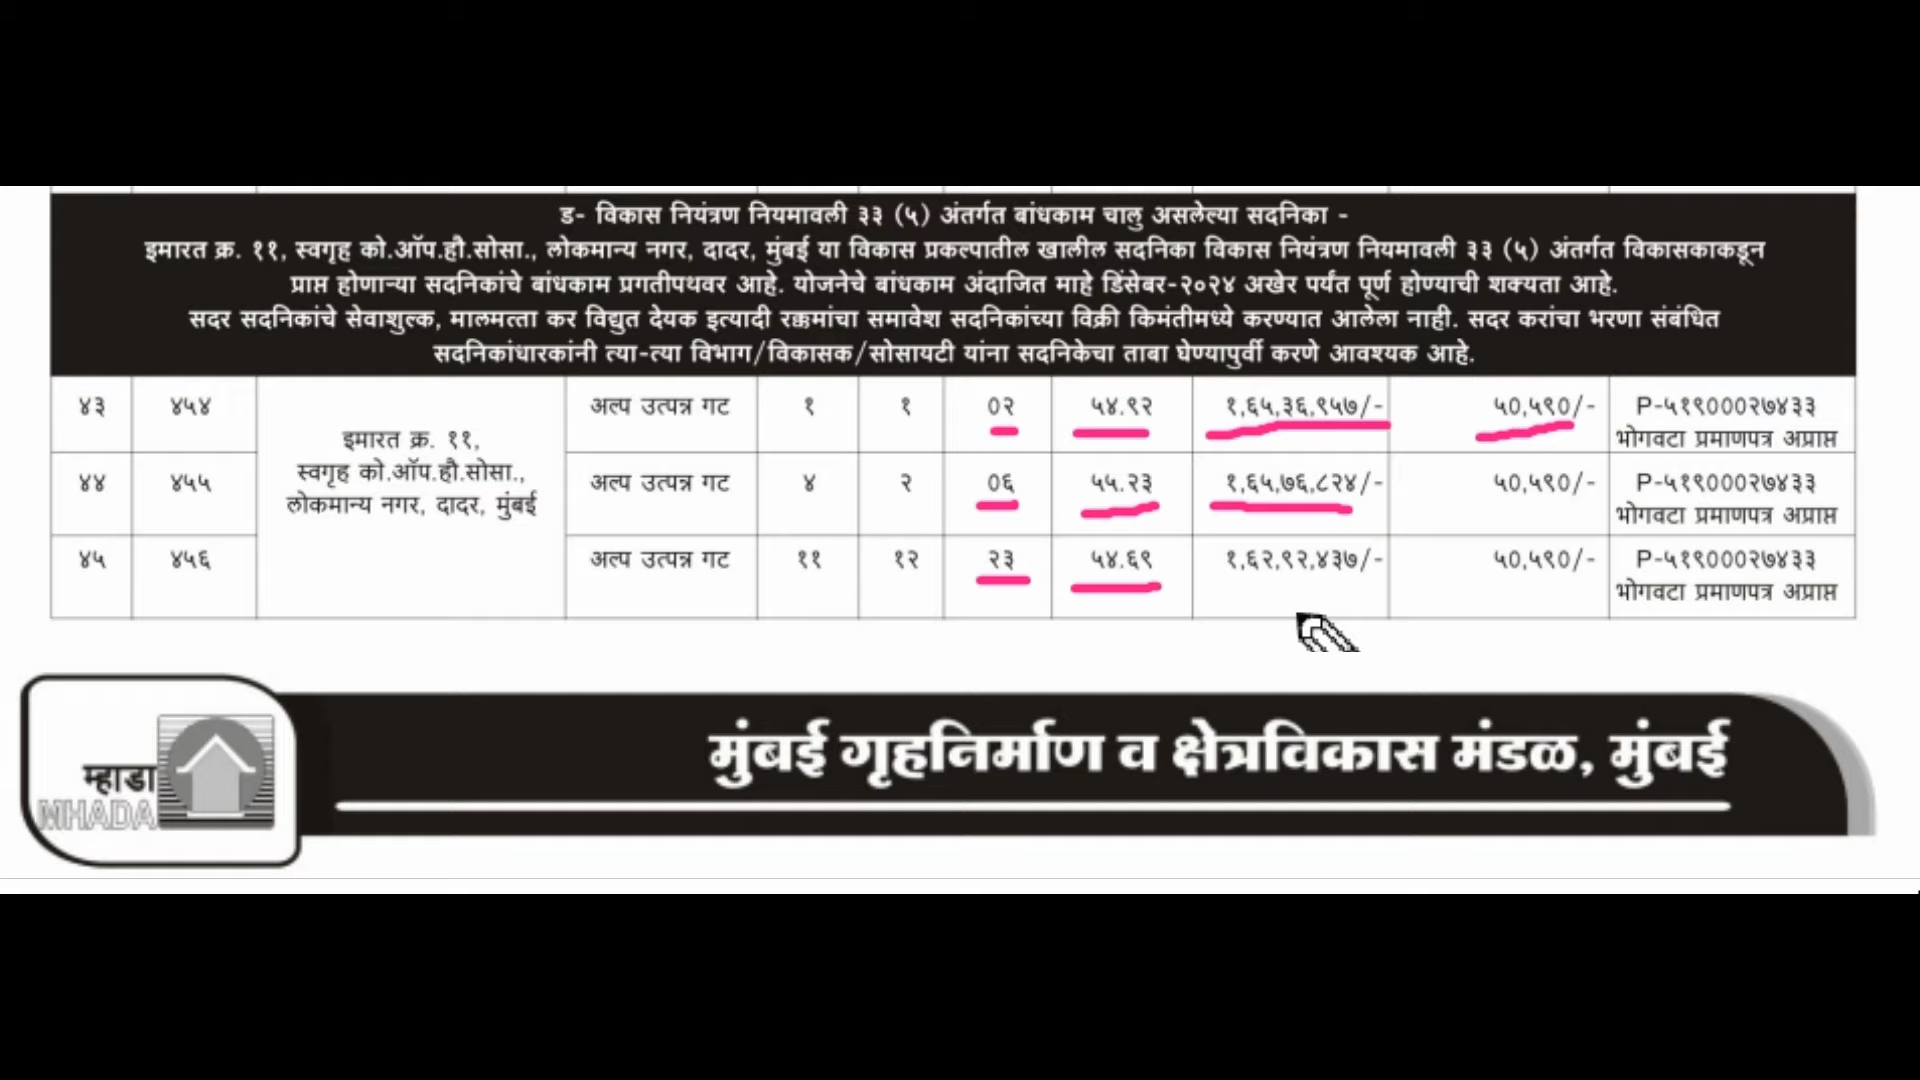 ड- विकास नियंत्रण नियमावली ३३ (५) अंतर्गत बांधकाम चालु असलेल्या सदनिका -
इमारत क्र. ११, स्वगृह को.ऑप.हौ.सोसा., लोकमान्य नगर, दादर, मुंबई या विकास प्रकल्पातील खालील सदनिका विकास नियंत्रण नियमावली ३३ (५) अंतर्गत विकासकाकडून
प्राप्त होणाऱ्या सदनिकांचे बांधकाम प्रगतीपथवर आहे. योजनेचे बांधकाम अंदाजित माहे डिंसेबर-२०२४ अखेर पर्यंत पूर्ण होण्याची शक्यता आहे.
सदर सदनिकांचे सेवाशुल्क, मालमत्ता कर विद्युत देयक इत्यादी रक्कमांचा समावेश सदनिकांच्या विक्री किमंतीमध्ये करण्यात आलेला नाही. सदर करांचा भरणा संबंधित
सदनिकांधारकांनी त्या-त्या विभाग/विकासक/सोसायटी यांना सदनिकेचा ताबा घेण्यापुर्वी करणे आवश्यक आहे.
४३ ४५४ अल्प उत्पन्न गट १ १ ०२ ५४.९२ १,६५,३६,९५७/- ५०,५९०/- P-५१९०००२७४३३
भोगवटा प्रमाणपत्र अप्राप्त
इमारत क्र. ११,
स्वगृह को.ऑप.हौ.सोसा.,
लोकमान्य नगर, दादर, मुंबई
४४ ४५५ अल्प उत्पन्न गट ४ २ ०६ ५५.२३ १,६५,७६,८२४/- ५०,५९०/- P-५१९०००२७४३३
भोगवटा प्रमाणपत्र अप्राप्त
४५ ४५६ अल्प उत्पन्न गट ११ १२ २३ ५४.६९ १,६२,९२,४३७/- ५०,५९०/- P-५१९०००२७४३३
भोगवटा प्रमाणपत्र अप्राप्त
म्हाडा
MHADA
मुंबई गृहनिर्माण व क्षेत्रविकास मंडळ, मुंबई